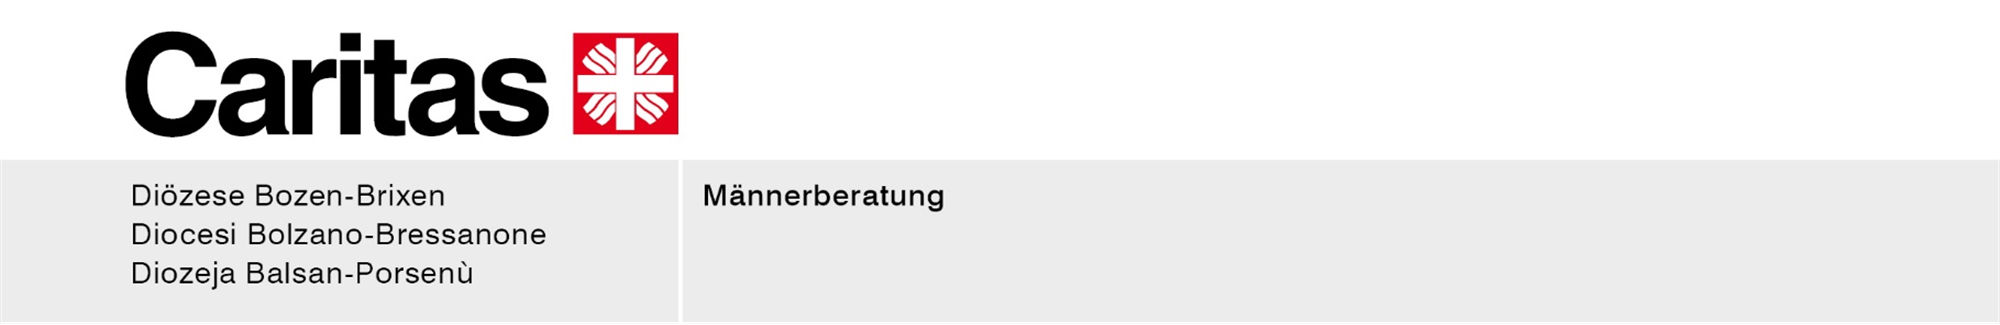 Caritas
Diözese Bozen-Brixen
Diocesi Bolzano-Bressanone
Diozeja Balsan-Porsenù
Männerberatung